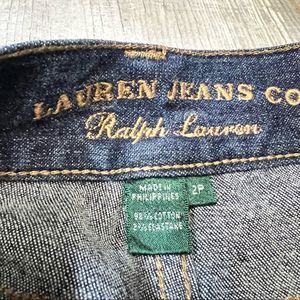 LAUREN JEANS CO
Ralph Lauren
MADE IN
PHILIPPINES
2P
98% COTTON
2% ELASTANE